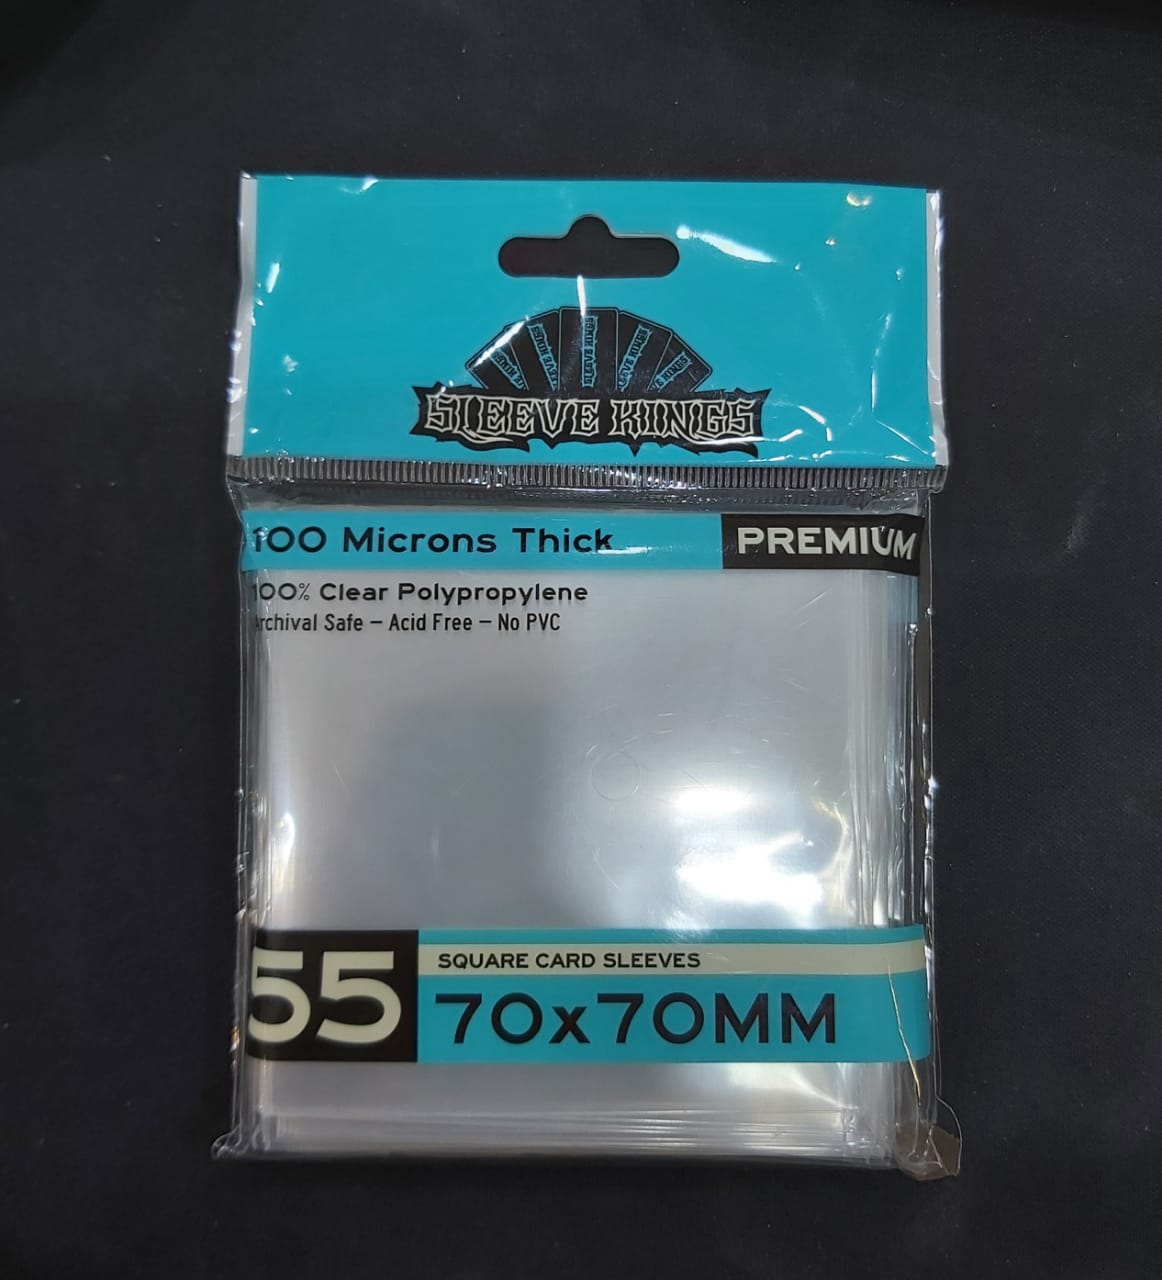 SLEEVE KINGS
100 Microns Thick
PREMIUM
100% Clear Polypropylene
Archival Safe – Acid Free – No PVC
55
SQUARE CARD SLEEVES
70x70MM